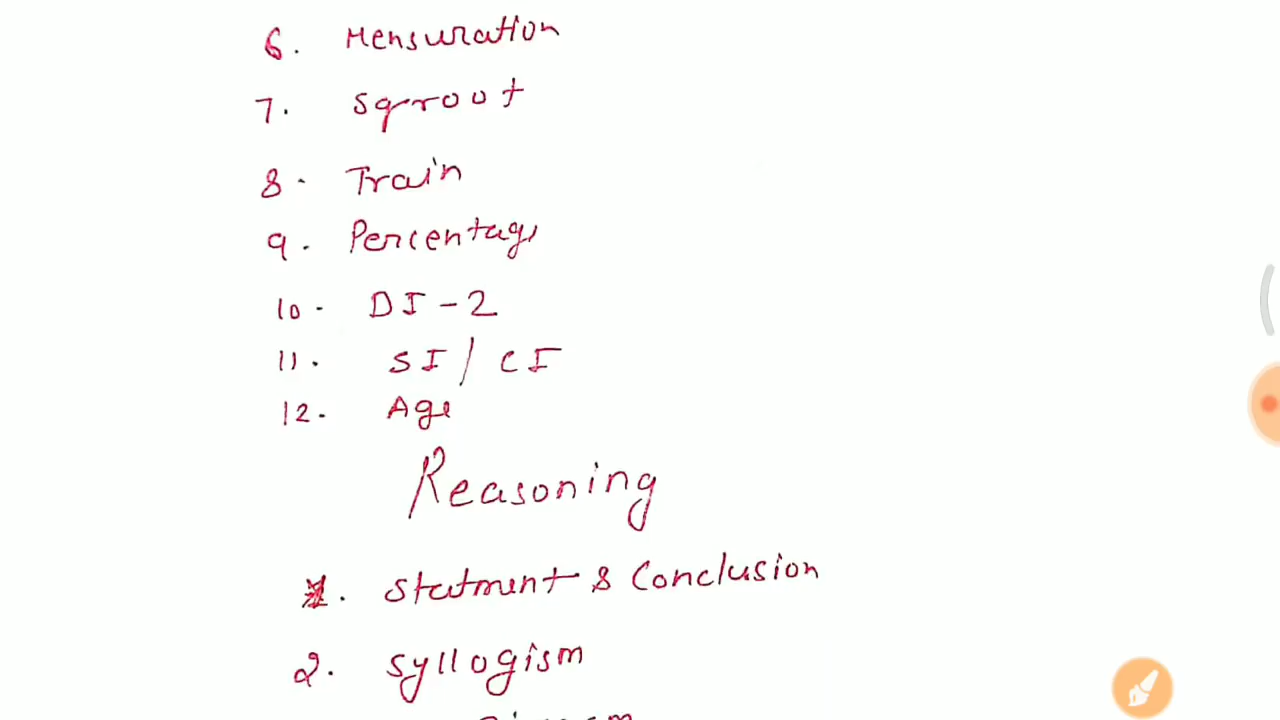 6. Mensuration
7. Sqroot
8. Train
9. Percentage
10. DI-2
11. SI/CI
12. Age
Reasoning
1. Statment & Conclusion
2. Syllogism